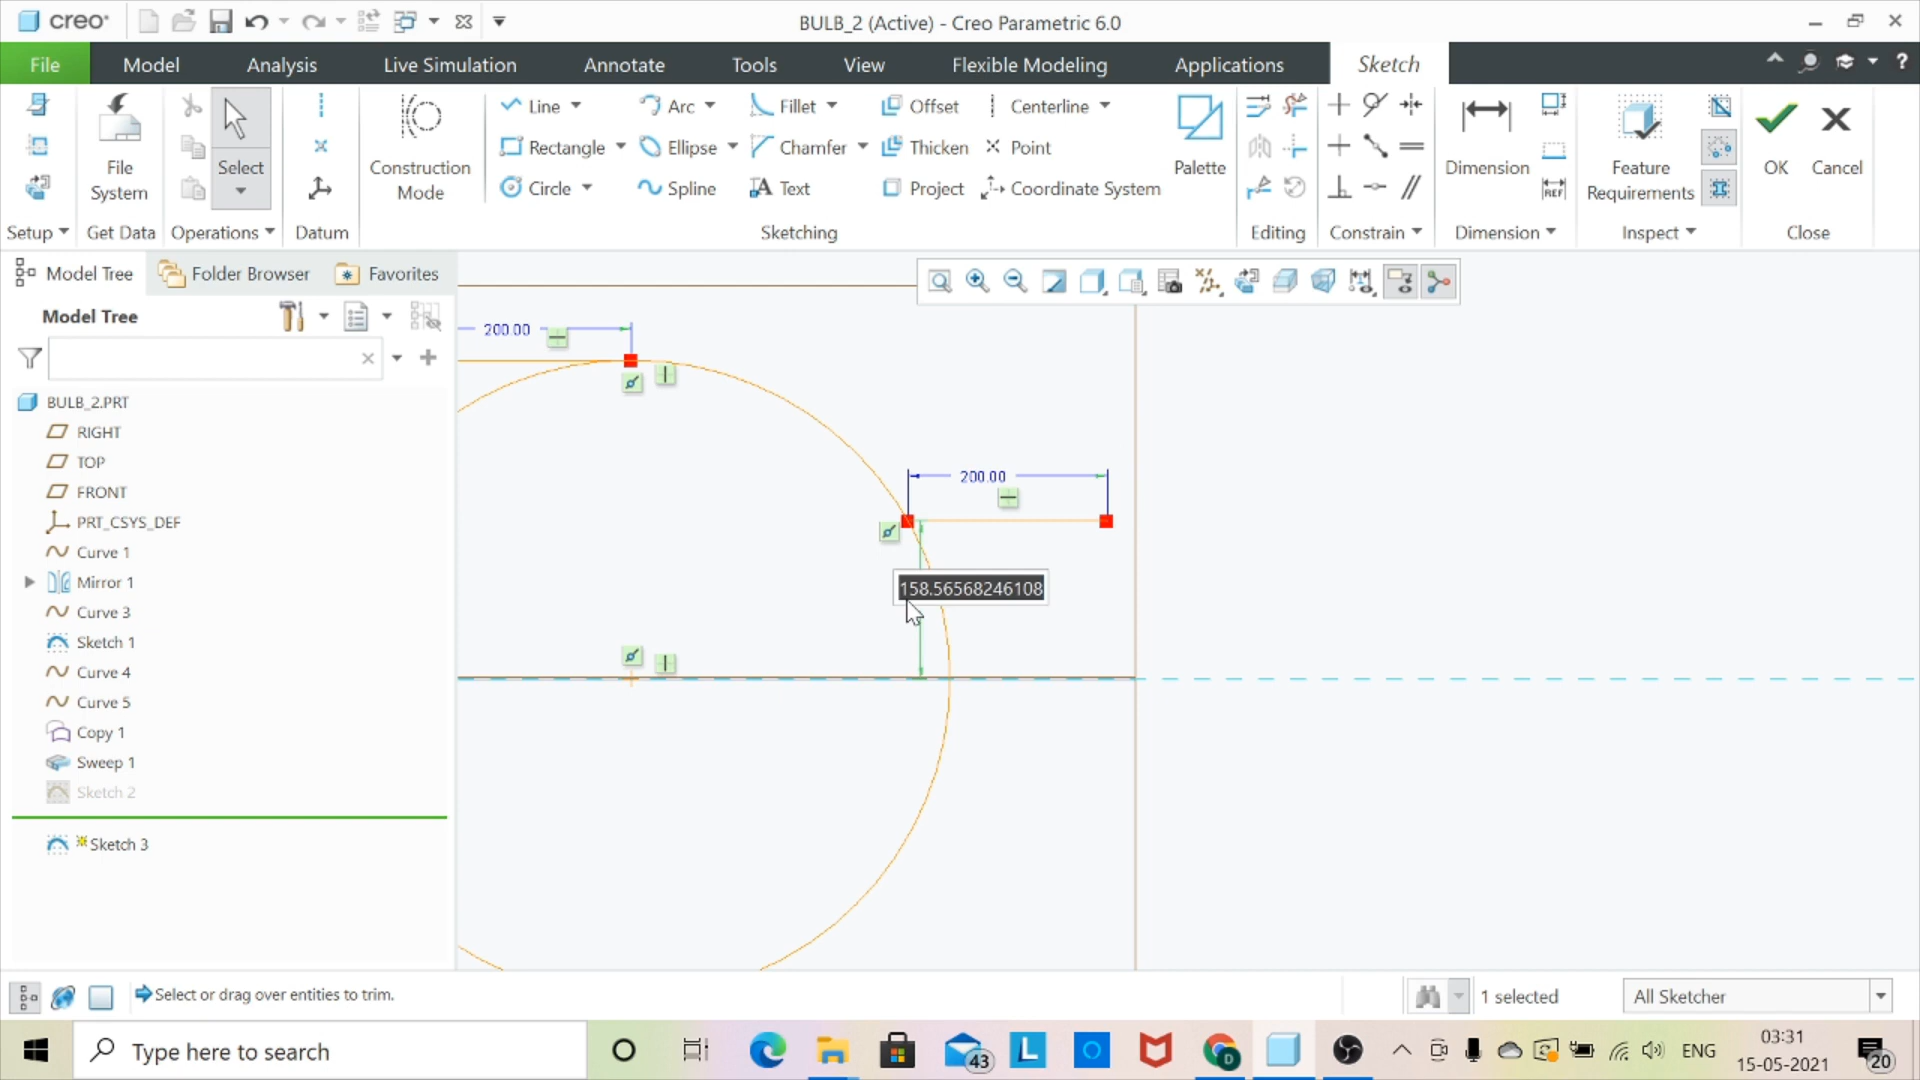 creo
BULB_2 (Active) - Creo Parametric 6.0
File Model Analysis Live Simulation Annotate Tools View Flexible Modeling Applications Sketch
File System
Select
Construction Mode
Line Arc Fillet Offset Centerline
Rectangle Ellipse Chamfer Thicken Point
Circle Spline Text Project Coordinate System
Palette
Dimension
REF
Feature Requirements
OK Cancel
Setup Get Data Operations Datum Sketching Editing Constrain Dimension Inspect Close
Model Tree Folder Browser Favorites
Model Tree
BULB_2.PRT
RIGHT
TOP
FRONT
PRT_CSYS_DEF
Curve 1
Mirror 1
Curve 3
Sketch 1
Curve 4
Curve 5
Copy 1
Sweep 1
Sketch 2
Sketch 3
200.00
200.00
158.56568246108
Select or drag over entities to trim.
1 selected
All Sketcher
Type here to search
43
L
D
ENG
03:31
15-05-2021
20